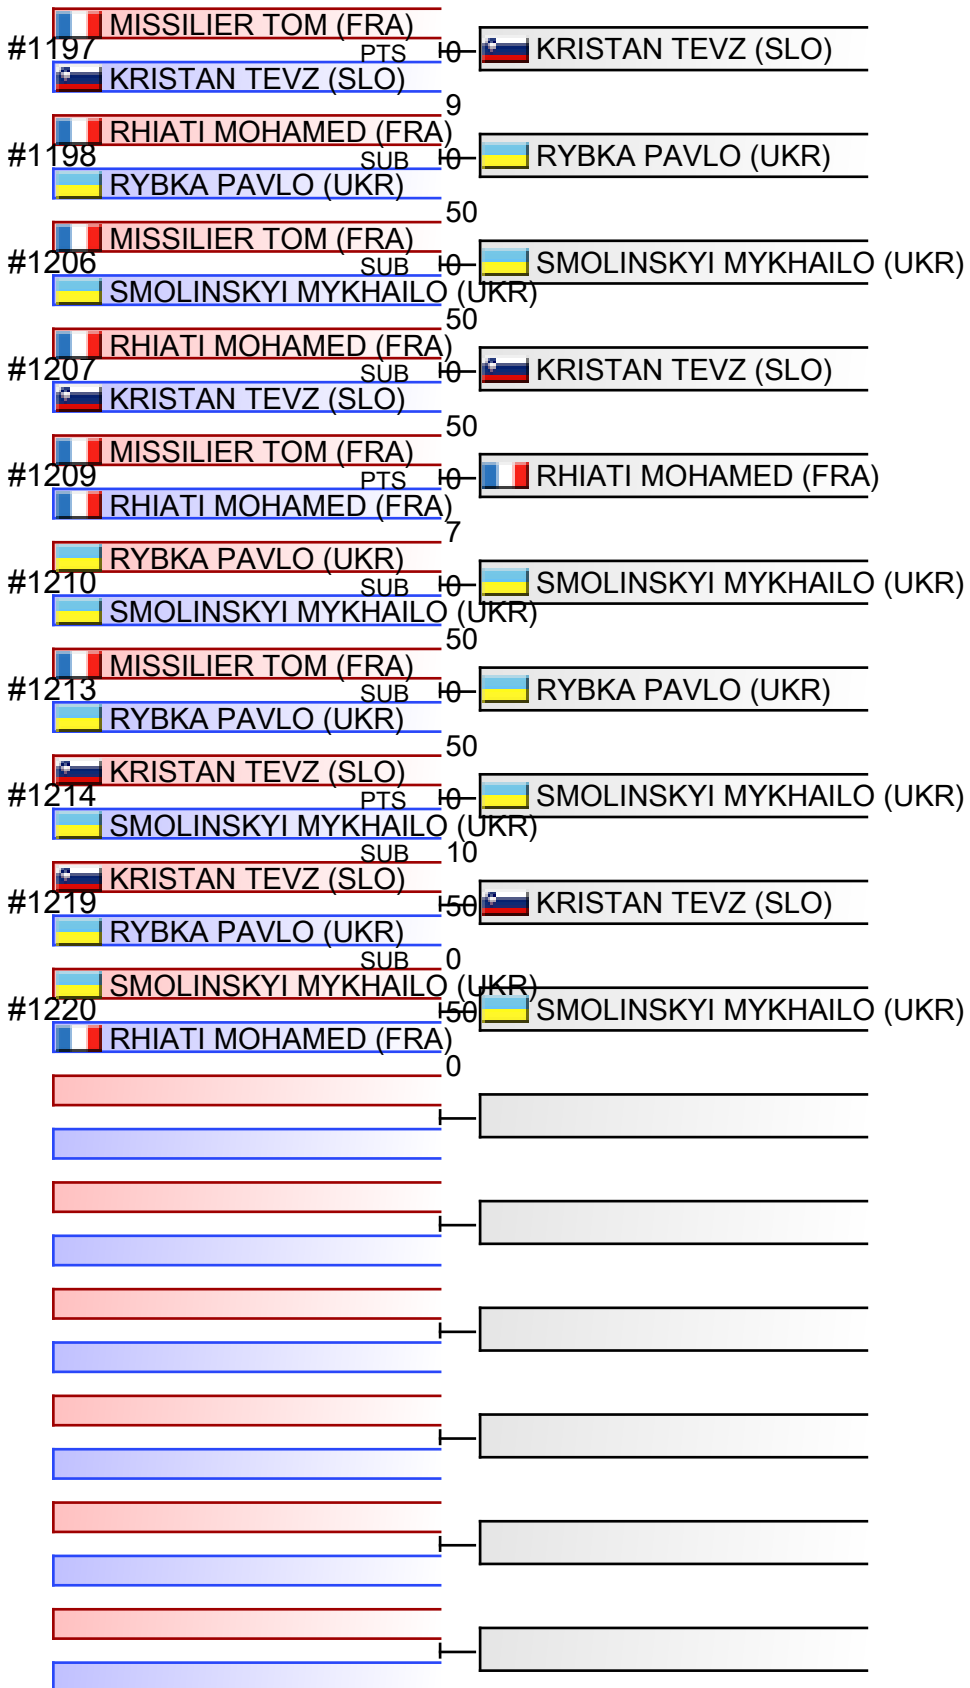 MISSILIER TOM (FRA)
#1197 PTS 0 KRISTAN TEVZ (SLO)
KRISTAN TEVZ (SLO)
9
RHIATI MOHAMED (FRA)
#1198 SUB 0 RYBKA PAVLO (UKR)
RYBKA PAVLO (UKR)
50
MISSILIER TOM (FRA)
#1206 SUB 0 SMOLINSKYI MYKHAILO (UKR)
SMOLINSKYI MYKHAILO (UKR)
50
RHIATI MOHAMED (FRA)
#1207 SUB 0 KRISTAN TEVZ (SLO)
KRISTAN TEVZ (SLO)
50
MISSILIER TOM (FRA)
#1209 PTS 0 RHIATI MOHAMED (FRA)
RHIATI MOHAMED (FRA)
7
RYBKA PAVLO (UKR)
#1210 SUB 0 SMOLINSKYI MYKHAILO (UKR)
SMOLINSKYI MYKHAILO (UKR)
50
MISSILIER TOM (FRA)
#1213 SUB 0 RYBKA PAVLO (UKR)
RYBKA PAVLO (UKR)
50
KRISTAN TEVZ (SLO)
#1214 PTS 0 SMOLINSKYI MYKHAILO (UKR)
SMOLINSKYI MYKHAILO (UKR)
SUB 10
KRISTAN TEVZ (SLO)
#1219 50 KRISTAN TEVZ (SLO)
RYBKA PAVLO (UKR)
SUB 0
SMOLINSKYI MYKHAILO (UKR)
#1220 50 SMOLINSKYI MYKHAILO (UKR)
RHIATI MOHAMED (FRA)
0